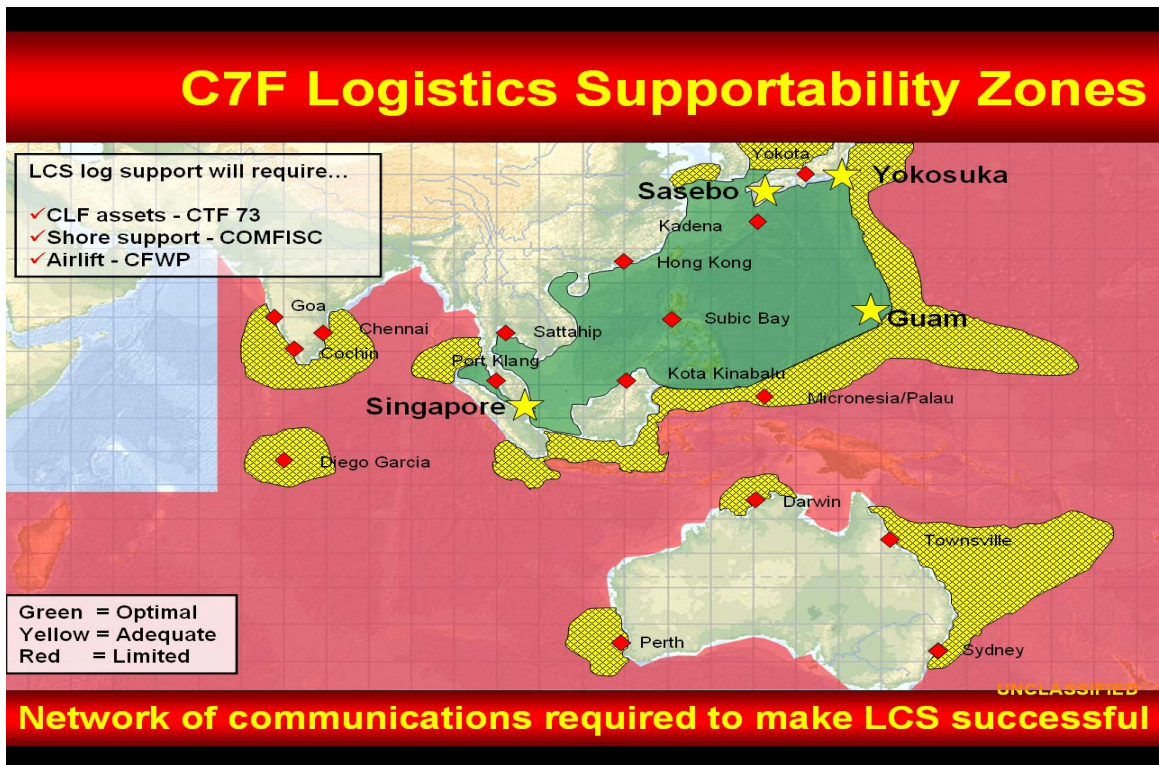 C7F Logistics Supportability Zones
LCS log support will require…
✓CLF assets - CTF 73
✓Shore support - COMFISC
✓Airlift - CFWP
Yokota
Yokosuka
Sasebo
Kadena
Hong Kong
Goa
Chennai
Cochin
Sattahip
Subic Bay
Guam
Port Klang
Kota Kinabalu
Singapore
Micronesia/Palau
Diego Garcia
Darwin
Townsville
Perth
Sydney
Green = Optimal
Yellow = Adequate
Red = Limited
UNCLASSIFIED
Network of communications required to make LCS successful